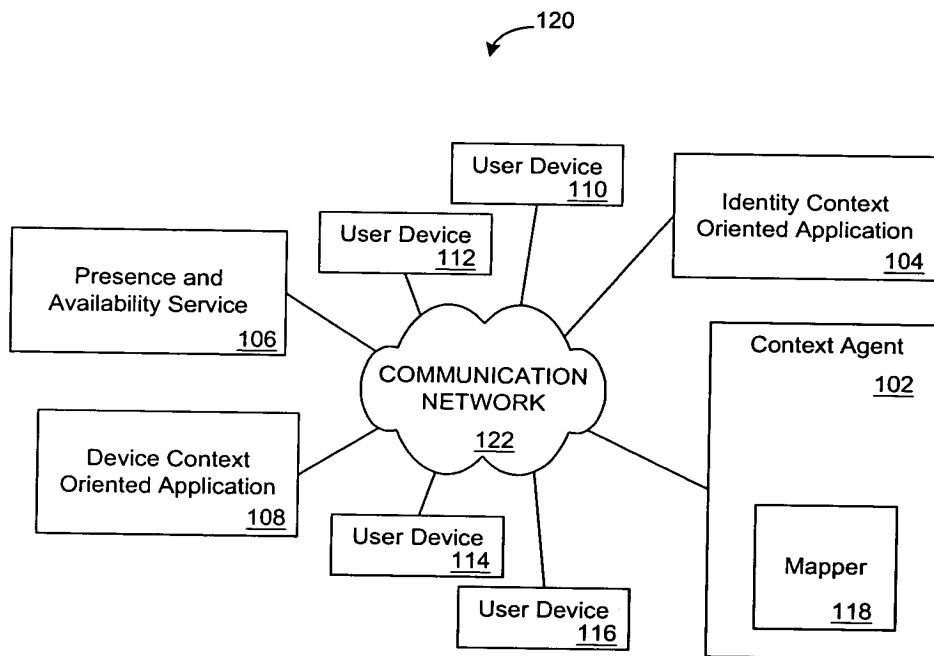 120
User Device
110
Identity Context
Oriented Application
104
User Device
112
Presence and
Availability Service
106
Context Agent
102
COMMUNICATION
NETWORK
122
Device Context
Oriented Application
108
User Device
114
Mapper
118
User Device
116